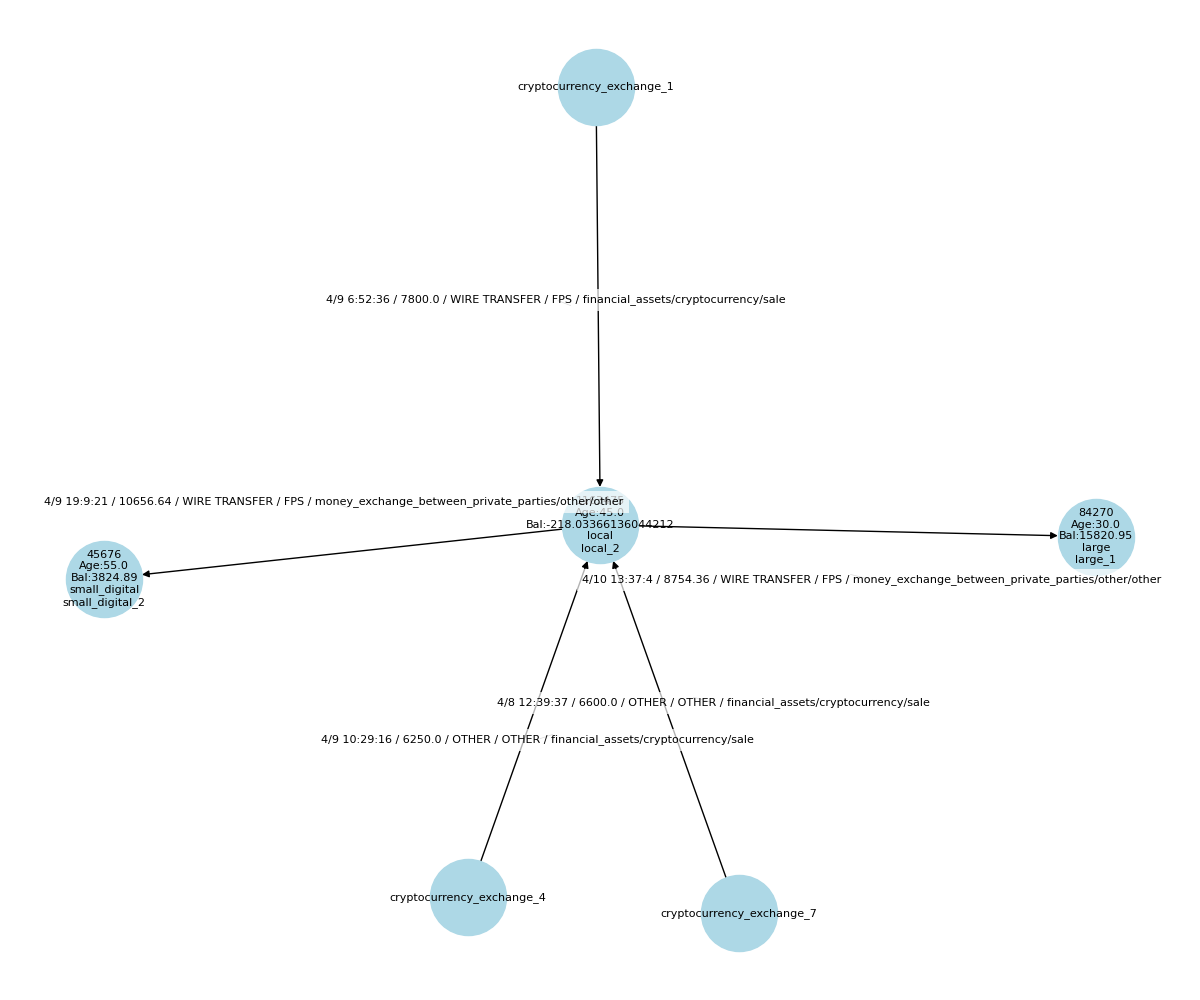 cryptocurrency_exchange_1
4/9 6:52:36 / 7800.0 / WIRE TRANSFER / FPS / financial_assets/cryptocurrency/sale
4/9 19:9:21 / 10656.64 / WIRE TRANSFER / FPS / money_exchange_between_private_parties/other/other
Age:45.0
Bal:-218.03366136044212
local
local_2
84270
Age:30.0
Bal:15820.95
large
large_1
45676
Age:55.0
Bal:3824.89
small_digital
small_digital_2
4/10 13:37:4 / 8754.36 / WIRE TRANSFER / FPS / money_exchange_between_private_parties/other/other
4/8 12:39:37 / 6600.0 / OTHER / OTHER / financial_assets/cryptocurrency/sale
4/9 10:29:16 / 6250.0 / OTHER / OTHER / financial_assets/cryptocurrency/sale
cryptocurrency_exchange_4
cryptocurrency_exchange_7